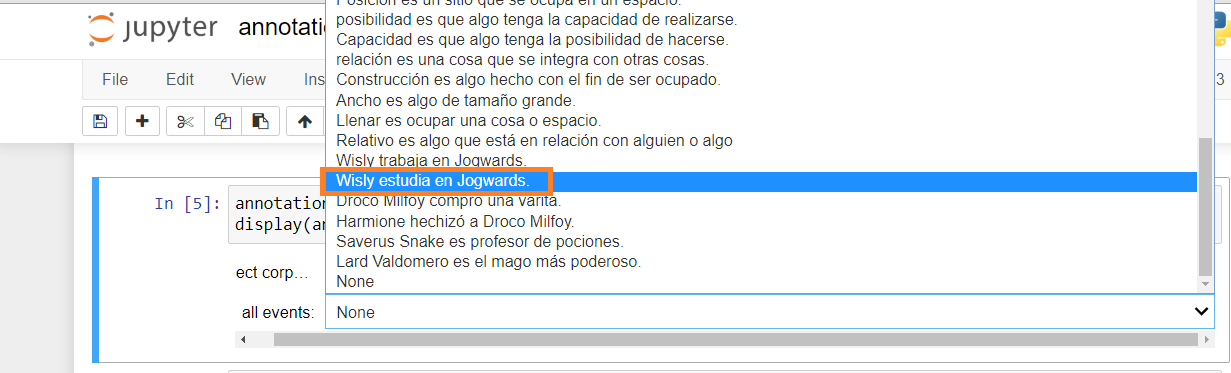 Posición es un sitio que se ocupa en un espacio.
jupyter annotatio
posibilidad es que algo tenga la capacidad de realizarse.
Capacidad es que algo tenga la posibilidad de hacerse.
relación es una cosa que se integra con otras cosas.
File Edit View Ins
Construcción es algo hecho con el fin de ser ocupado.
3
Ancho es algo de tamaño grande.
Llenar es ocupar una cosa o espacio.
Relativo es algo que está en relación con alguien o algo
Wisly trabaja en Jogwards.
Wisly estudia en Jogwards.
Droco Milfoy compró una varita.
Harmione hechizó a Droco Milfoy.
Saverus Snake es profesor de pociones.
Lard Valdomero es el mago más poderoso.
None
In [5]: annotation
display(an
ect corp…
all events: None